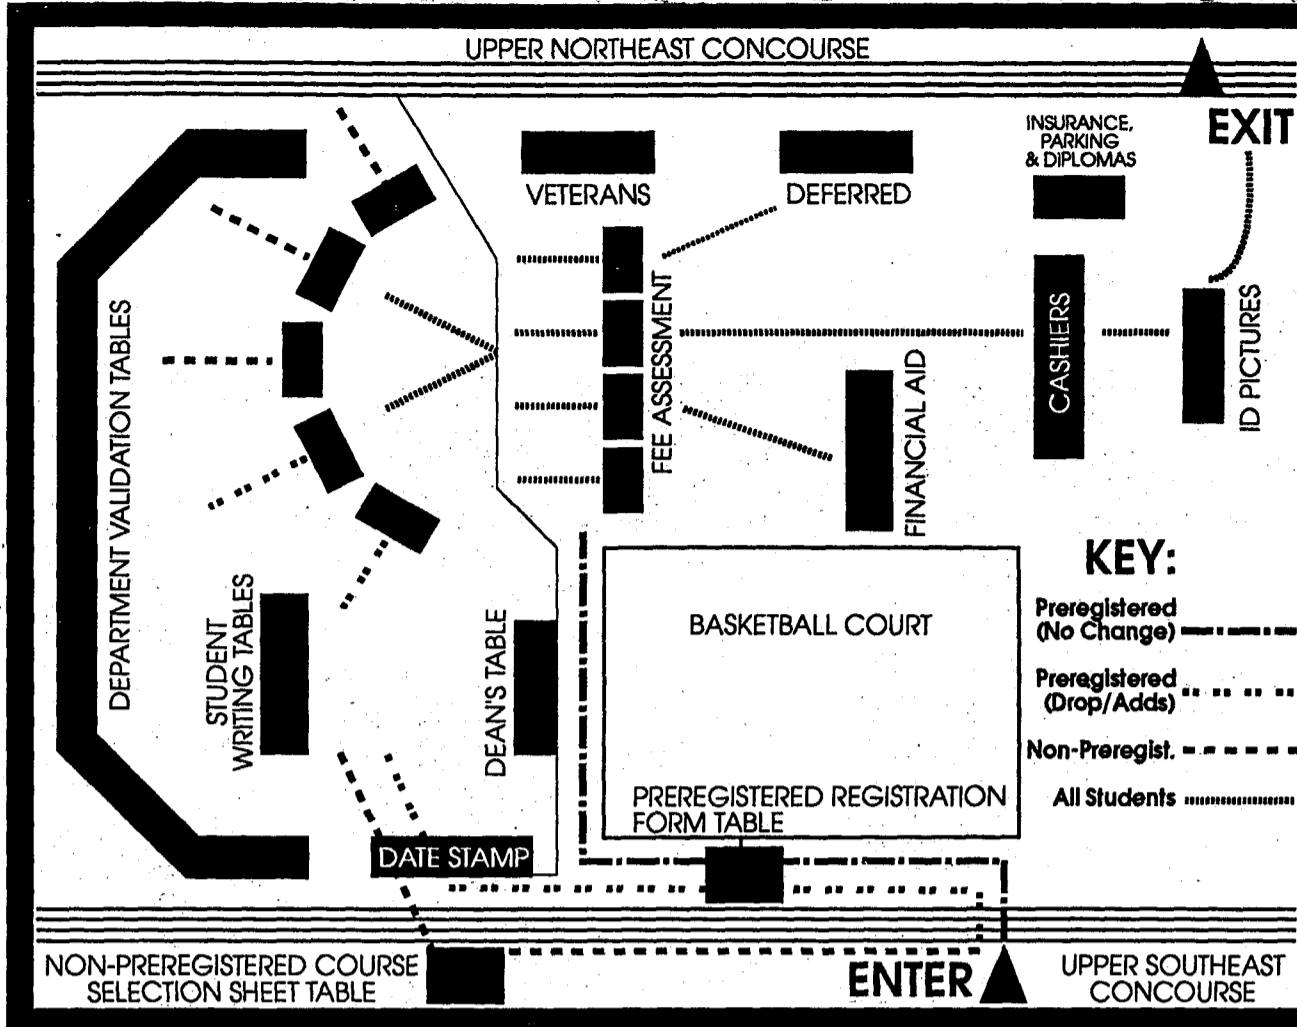 UPPER NORTHEAST CONCOURSE
EXIT
INSURANCE,
PARKING
& DIPLOMAS
VETERANS
DEFERRED
DEPARTMENT VALIDATION TABLES
FEE ASSESSMENT
CASHIERS
ID PICTURES
FINANCIAL AID
STUDENT
WRITING TABLES
DEAN'S TABLE
BASKETBALL COURT
KEY:
Preregistered
(No Change)
Preregistered
(Drop/Adds)
Non-Preregist.
All Students
PREREGISTERED REGISTRATION
FORM TABLE
DATE STAMP
NON-PREREGISTERED COURSE
SELECTION SHEET TABLE
ENTER
UPPER SOUTHEAST
CONCOURSE